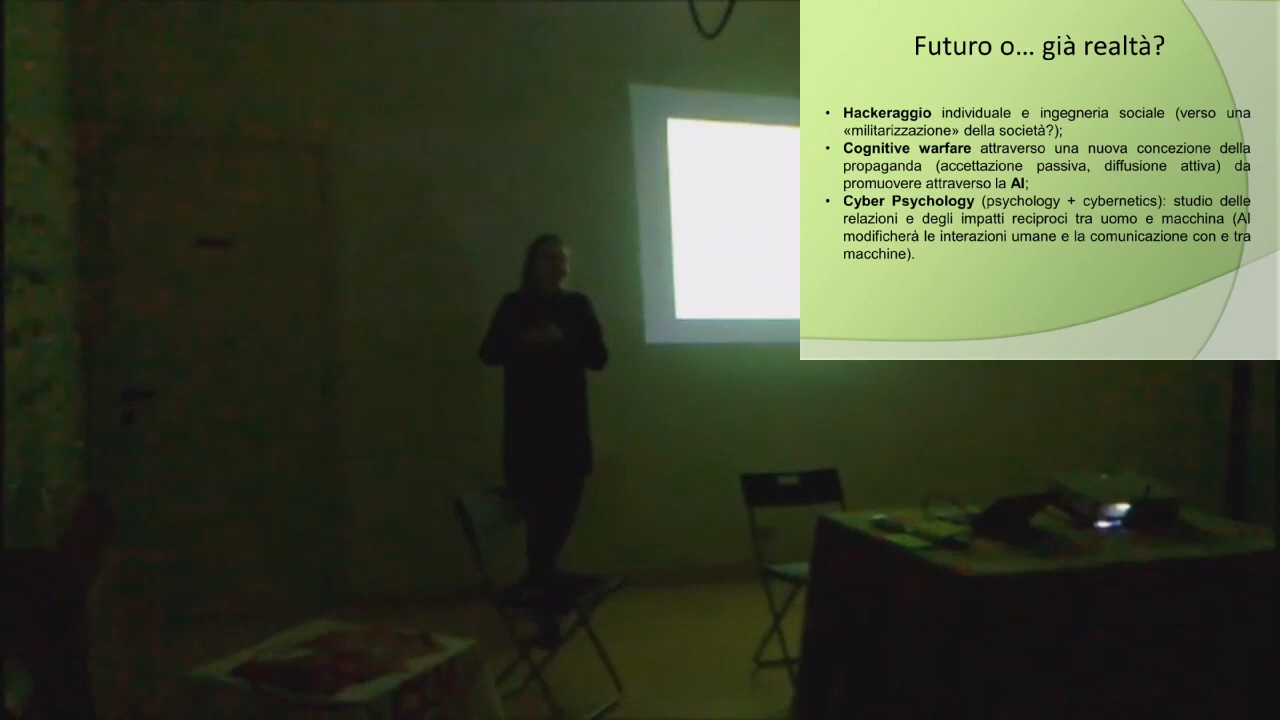 Futuro o... già realtà?
• Hackeraggio individuale e ingegneria sociale (verso una
«militarizzazione» della società?);
• Cognitive warfare attraverso una nuova concezione della
propaganda (accettazione passiva, diffusione attiva) da
promuovere attraverso la AI;
• Cyber Psychology (psychology + cybernetics): studio delle
relazioni e degli impatti reciproci tra uomo e macchina (AI
modificherà le interazioni umane e la comunicazione con e tra
macchine).